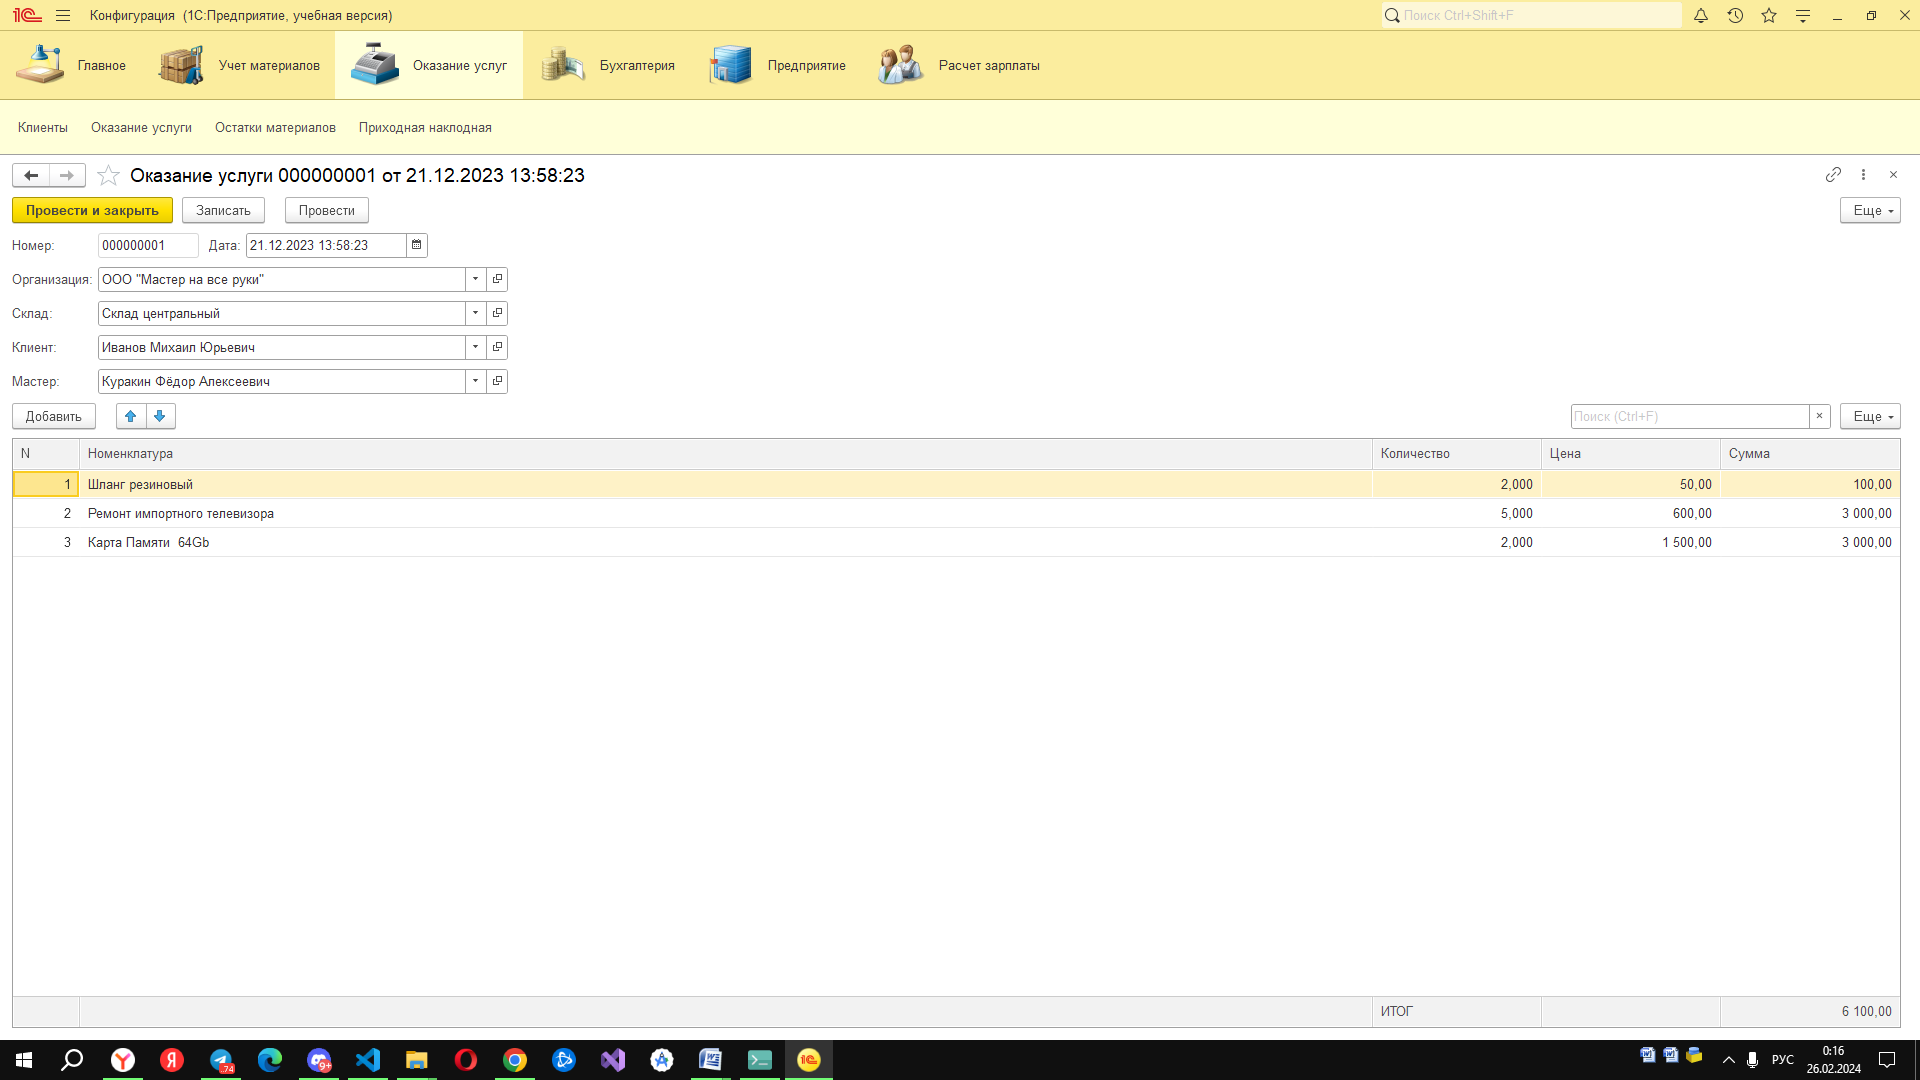 1С Конфигурация (1С:Предприятие, учебная версия) Поиск Ctrl+Shift+F
Главное Учет материалов Оказание услуг Бухгалтерия Предприятие Расчет зарплаты
Клиенты Оказание услуги Остатки материалов Приходная наклодная
Оказание услуги 000000001 от 21.12.2023 13:58:23
Провести и закрыть Записать Провести Еще
Номер: 000000001 Дата: 21.12.2023 13:58:23
Организация: ООО "Мастер на все руки"
Склад: Склад центральный
Клиент: Иванов Михаил Юрьевич
Мастер: Куракин Фёдор Алексеевич
Добавить Поиск (Ctrl+F) Еще
N Номенклатура Количество Цена Сумма
1 Шланг резиновый 2,000 50,00 100,00
2 Ремонт импортного телевизора 5,000 600,00 3 000,00
3 Карта Памяти 64Gb 2,000 1 500,00 3 000,00
ИТОГ 6 100,00
74 9+ РУС 0:16
26.02.2024